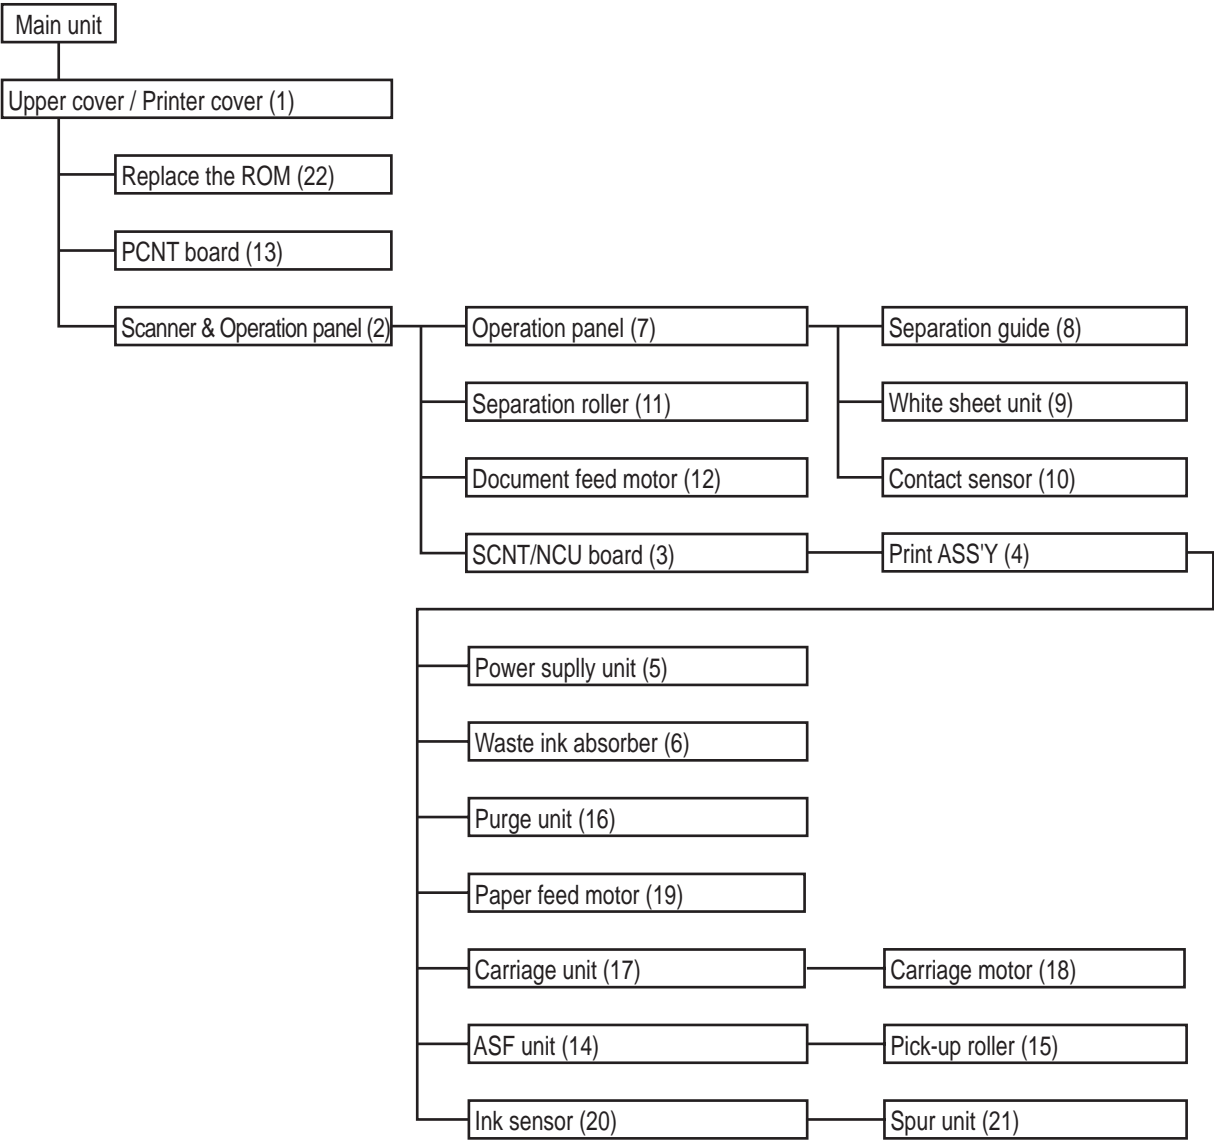 Main unit
Upper cover / Printer cover (1)
Replace the ROM (22)
PCNT board (13)
Scanner & Operation panel (2)
Operation panel (7)
Separation guide (8)
Separation roller (11)
White sheet unit (9)
Document feed motor (12)
Contact sensor (10)
SCNT/NCU board (3)
Print ASS'Y (4)
Power suplly unit (5)
Waste ink absorber (6)
Purge unit (16)
Paper feed motor (19)
Carriage unit (17)
Carriage motor (18)
ASF unit (14)
Pick-up roller (15)
Ink sensor (20)
Spur unit (21)